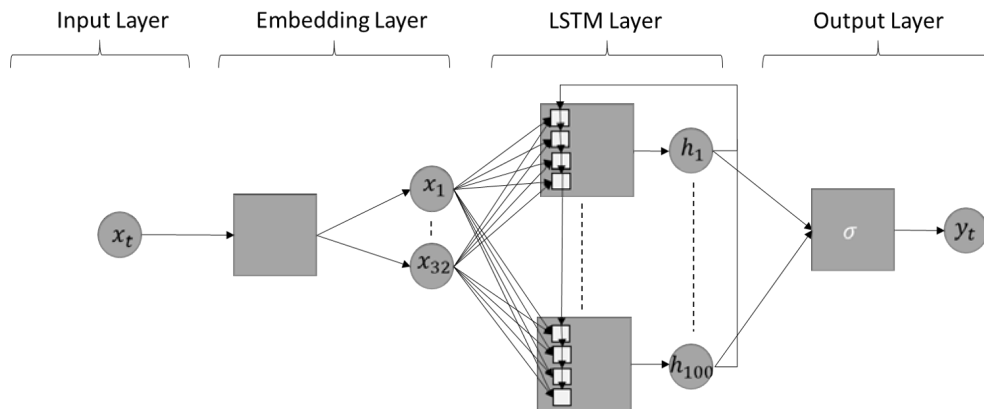 Input Layer
Embedding Layer
LSTM Layer
Output Layer
x_t
x_1
x_32
h_1
h_100
σ
y_t